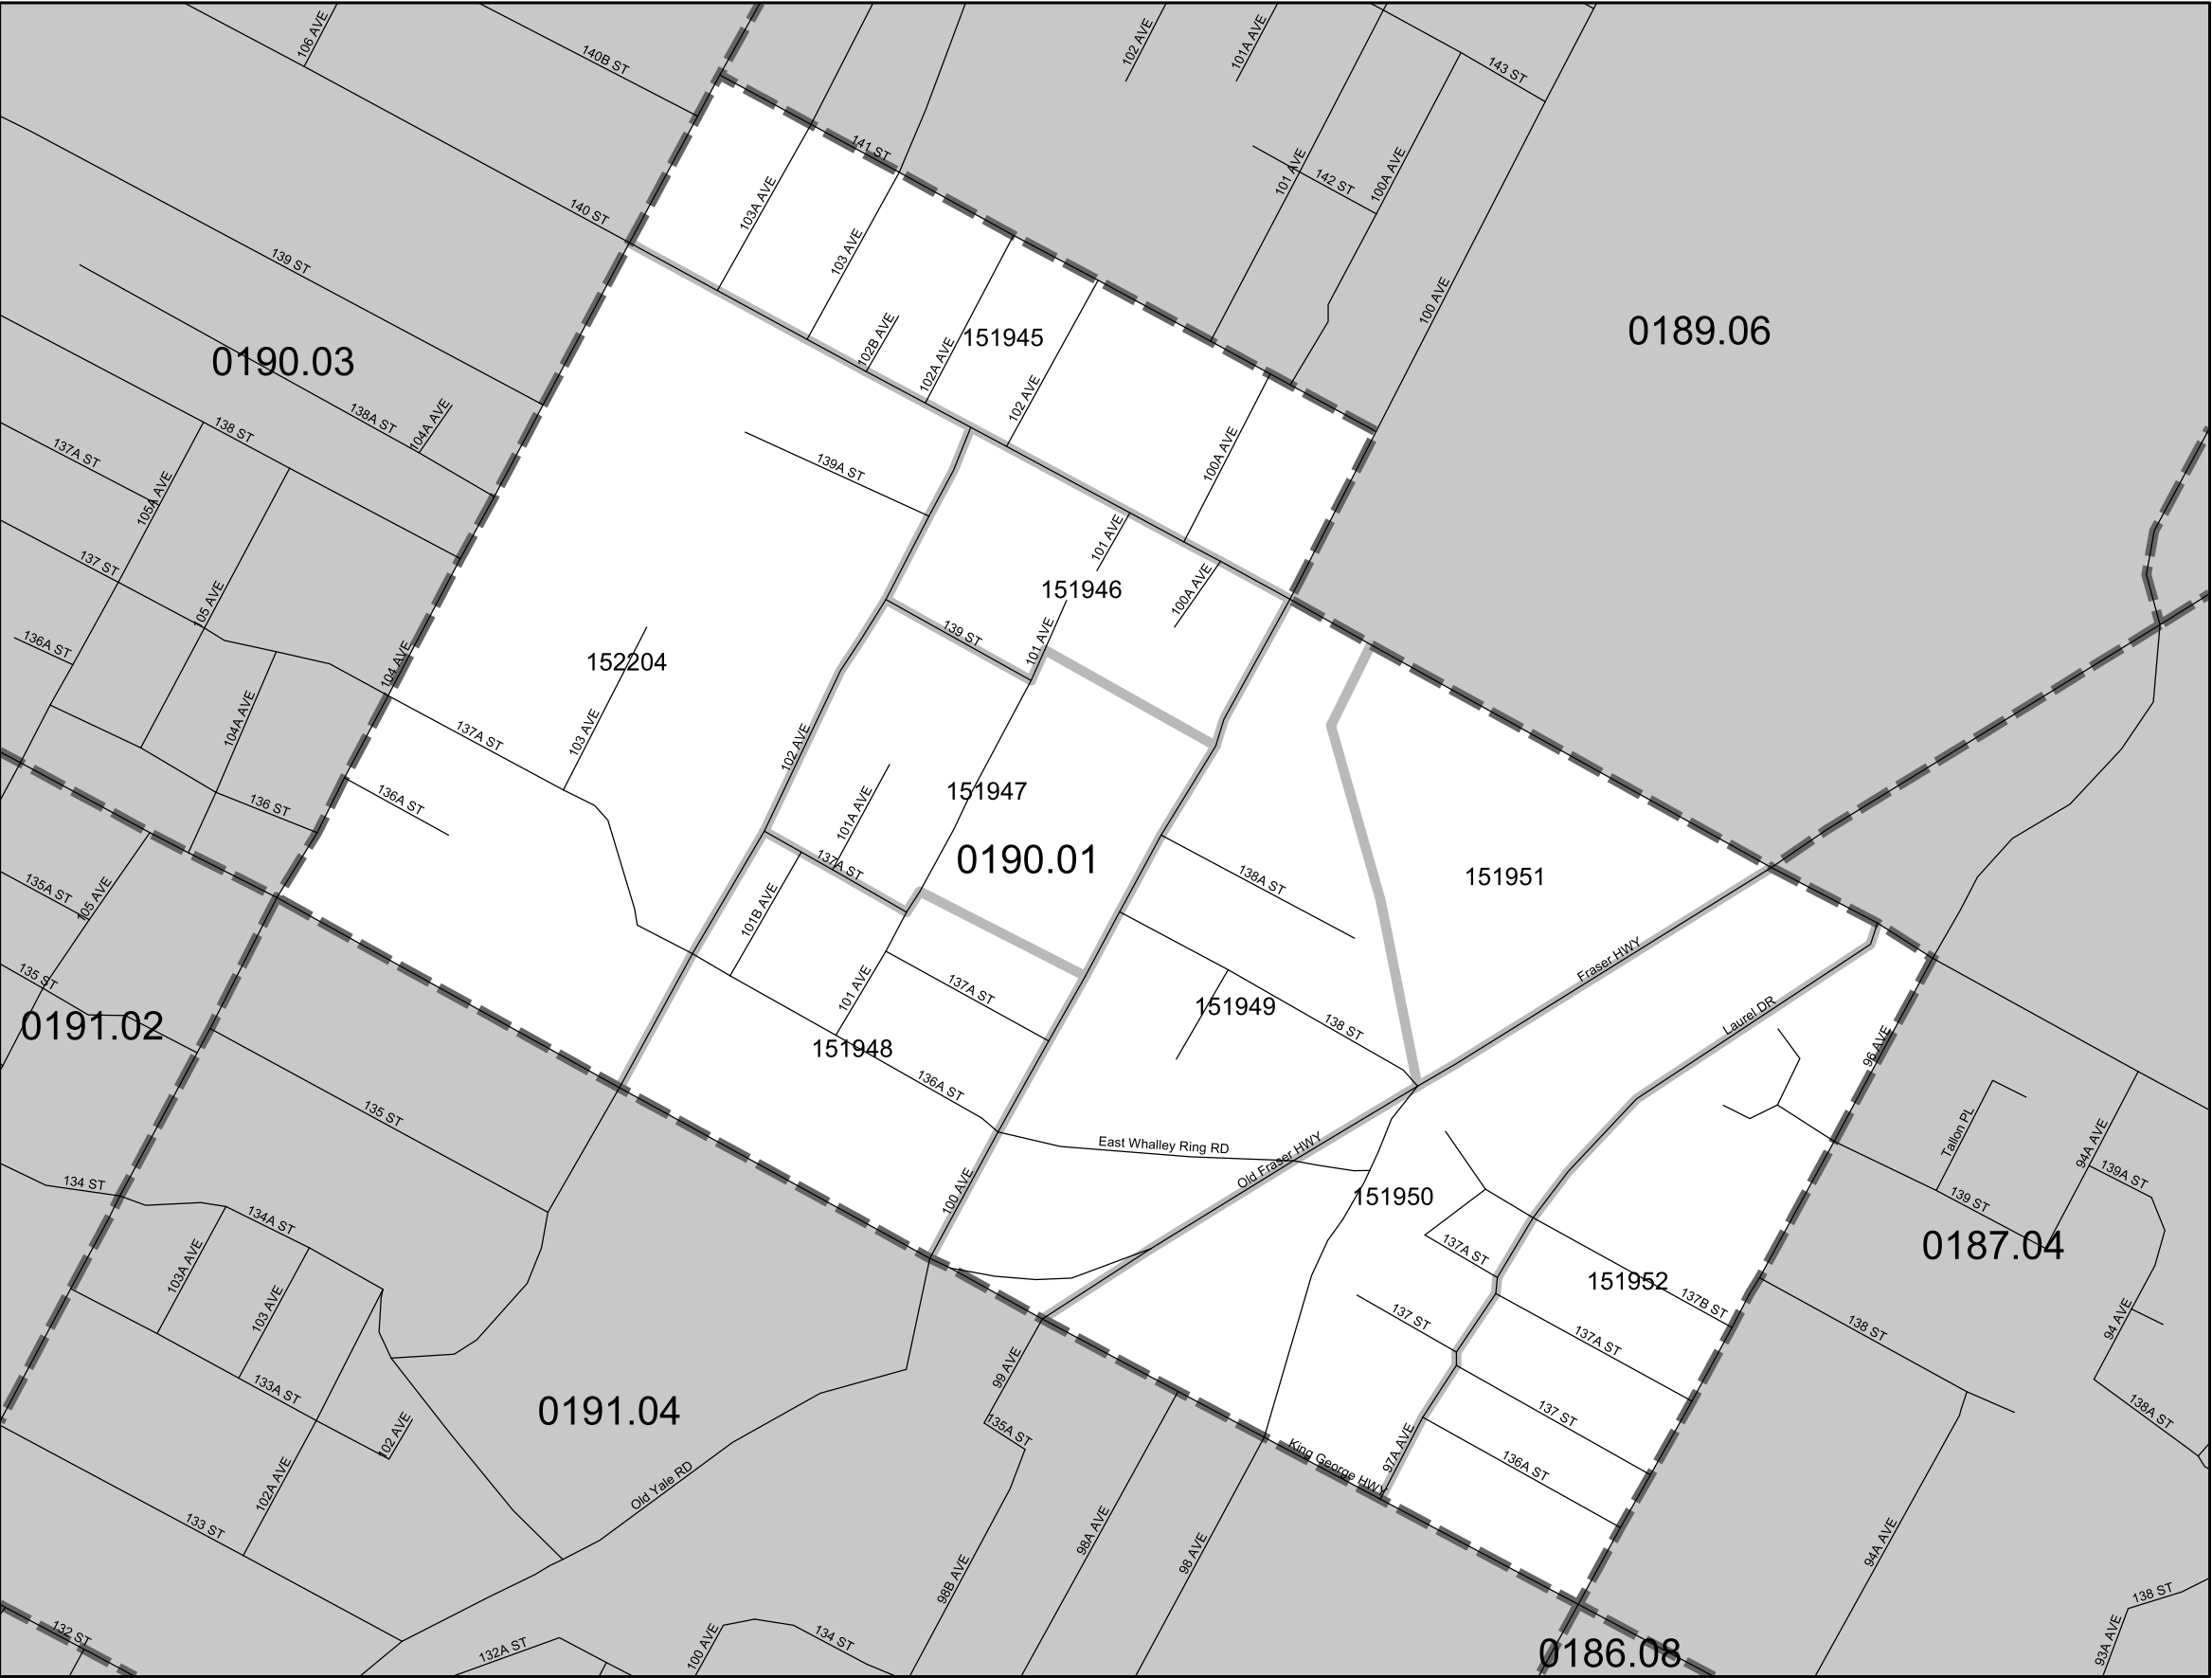 106 AVE
140B ST
102 AVE
101A AVE
143 ST
141 ST
103A AVE
140 ST
103 AVE
101 AVE
142 ST
100A AVE
139 ST
0190.03
138A ST
104A AVE
138 ST
137A ST
105A AVE
102B AVE
102A AVE
151945
102 AVE
100 AVE
0189.06
139A ST
100A AVE
101 AVE
151946
100A AVE
137 ST
105 AVE
136A ST
104 AVE
104A AVE
139 ST
101 AVE
152204
137A ST
103 AVE
102 AVE
136 ST
136A ST
151947
101A AVE
137A ST
0190.01
138A ST
151951
135A ST
105 AVE
101B AVE
135 ST
0191.02
101 AVE
137A ST
151948
136A ST
151949
138 ST
Fraser HWY
Laurel DR
96 AVE
135 ST
East Whalley Ring RD
Old Fraser HWY
100 AVE
151950
Tallon PL
94A AVE
139A ST
139 ST
0187.04
134 ST
134A ST
103A AVE
103 AVE
137A ST
151952
137B ST
137 ST
137A ST
138 ST
94 AVE
133A ST
102 AVE
0191.04
99 AVE
135A ST
137 ST
138A ST
King George HWY
97A AVE
136A ST
102A AVE
Old Yale RD
133 ST
98A AVE
98 AVE
98B AVE
94A AVE
132 ST
132A ST
100 AVE
134 ST
0186.08
138 ST
93A AVE